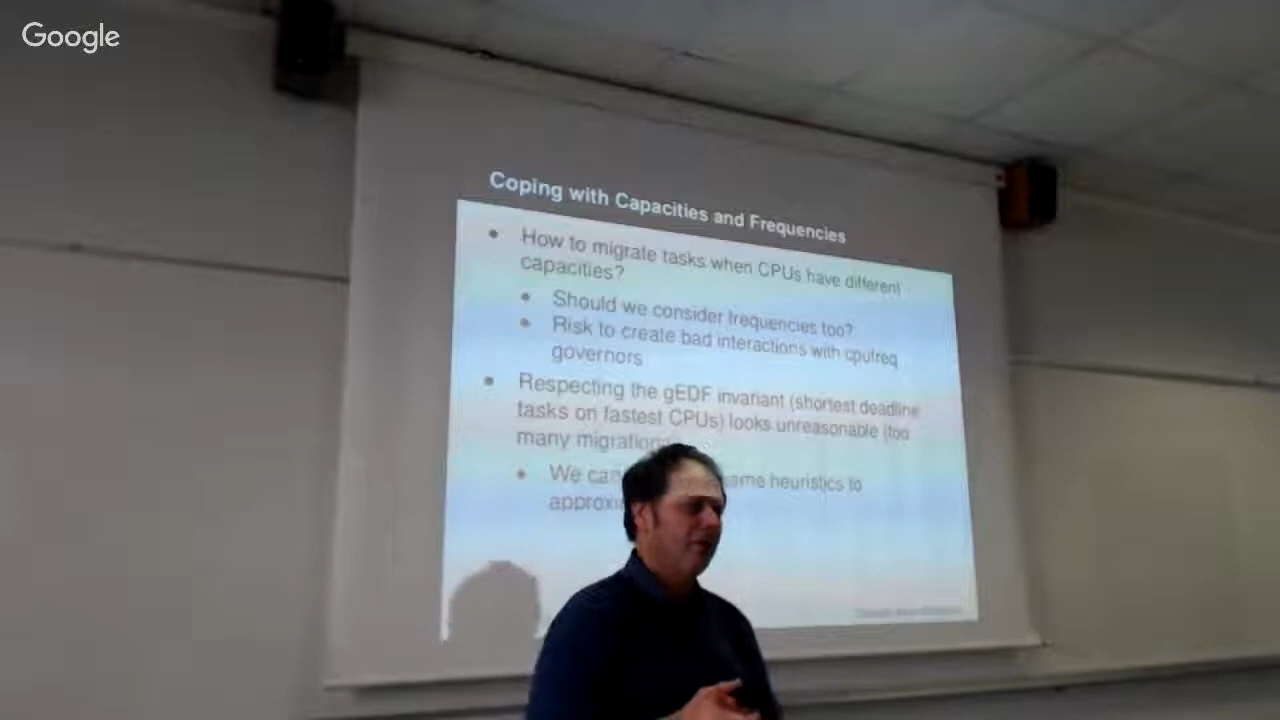 Google
Coping with Capacities and Frequencies
How to migrate tasks when CPUs have different
capacities?
Should we consider frequencies too?
Risk to create bad interactions with cpufreq
governors
Respecting the gEDF invariant (shortest deadline
tasks on fastest CPUs) looks unreasonable (too
many migrations
We can ame heuristics to
approxi